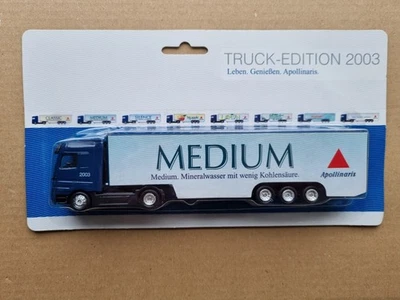 TRUCK-EDITION 2003
Leben. Genießen. Apollinaris.
MEDIUM
Medium. Mineralwasser mit wenig Kohlensäure.
Apollinaris
2003